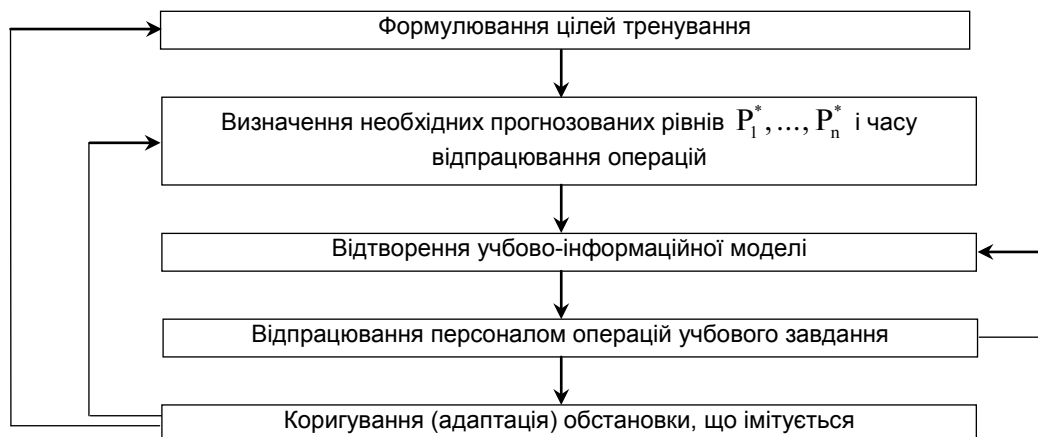 Формулювання цілей тренування
Визначення необхідних прогнозованих рівнів P₁*,..., Pₙ* і часу
відпрацювання операцій
Відтворення учбово-інформаційної моделі
Відпрацювання персоналом операцій учбового завдання
Коригування (адаптація) обстановки, що імітується